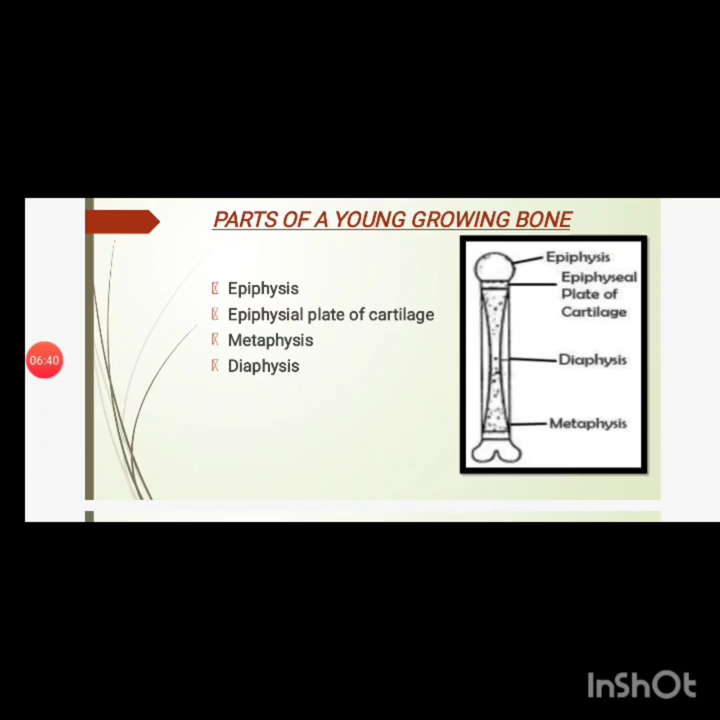 PARTS OF A YOUNG GROWING BONE
Epiphysis
Epiphysial plate of cartilage
Metaphysis
Diaphysis
Epiphysis
Epiphyseal
Plate of
Cartilage
Diaphysis
Metaphysis
06:40
InShOt